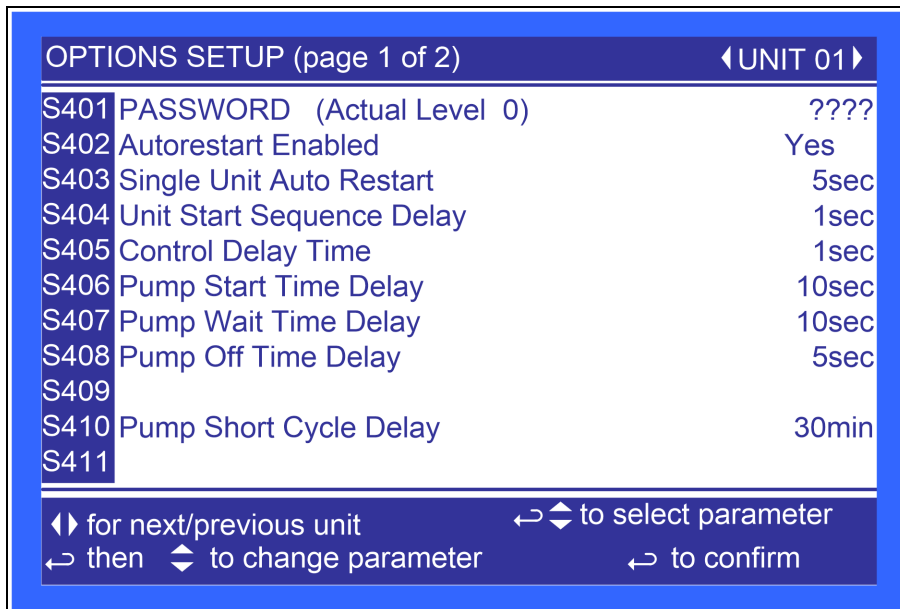 OPTIONS SETUP (page 1 of 2) UNIT 01
S401 PASSWORD (Actual Level 0) ????
S402 Autorestart Enabled Yes
S403 Single Unit Auto Restart 5sec
S404 Unit Start Sequence Delay 1sec
S405 Control Delay Time 1sec
S406 Pump Start Time Delay 10sec
S407 Pump Wait Time Delay 10sec
S408 Pump Off Time Delay 5sec
S409
S410 Pump Short Cycle Delay 30min
S411
for next/previous unit to select parameter
then to change parameter to confirm